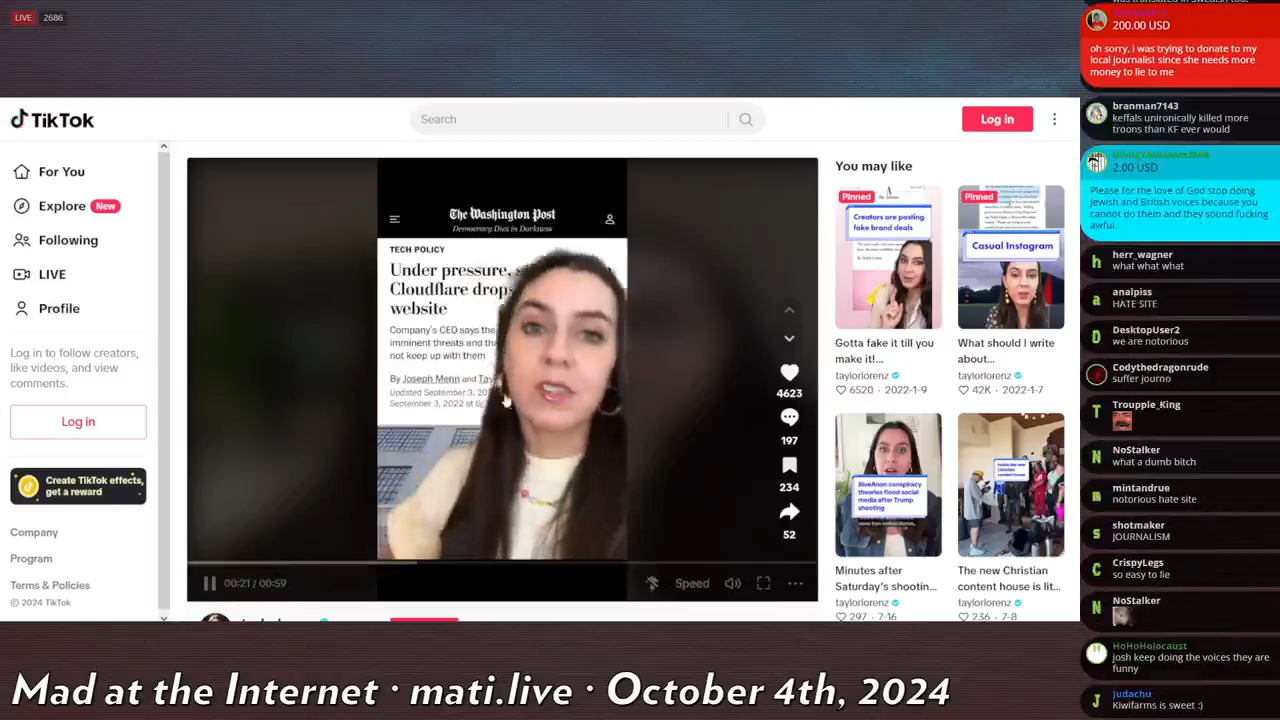 LIVE 2686
TikTok
Search
Log in
For You
Explore New
Following
LIVE
Profile
Log in to follow creators,
like videos, and view
comments.
Log in
Create TikTok effects,
get a reward
Company
Program
Terms & Policies
© 2024 TikTok
The Washington Post
Democracy Dies in Darkness
TECH POLICY
Under pressure,
Cloudflare drops
website
Company's CEO says the
imminent threats and
not keep up with them
By Joseph Menn and
Updated September 3,
September 3, 2022 at
4623
197
234
52
00:21 / 00:59
Speed
You may like
Pinned
Creators are posting
fake brand deals
Gotta fake it till you
make it!...
taylorlorenz
6520 · 2022-1-9
Pinned
Casual Instagram
What should I write
about...
taylorlorenz
42K · 2022-1-7
BlueAnon conspiracy
theories flood social
media after Trump
shooting
Minutes after
Saturday's shootin...
taylorlorenz
297 · 7-16
The new Christian
content house is lit...
taylorlorenz
236 · 7-8
200.00 USD
oh sorry, i was trying to donate to my
local journalist since she needs more
money to lie to me
branman7143
keffals unironically killed more
troons than KF ever would
2.00 USD
Please for the love of God stop doing
Jewish and British voices because you
cannot do them and they sound fucking
awful.
herr_wagner
what what what
analpiss
HATE SITE
DesktopUser2
we are notorious
Codythedragonrude
suffer journo
Troupple_King
NoStalker
what a dumb bitch
mintandrue
notorious hate site
shotmaker
JOURNALISM
CrispyLegs
so easy to lie
NoStalker
HoHoHolocaust
josh keep doing the voices they are
funny
Judachu
Kiwifarms is sweet :)
Mad at the Internet · mati.live · October 4th, 2024